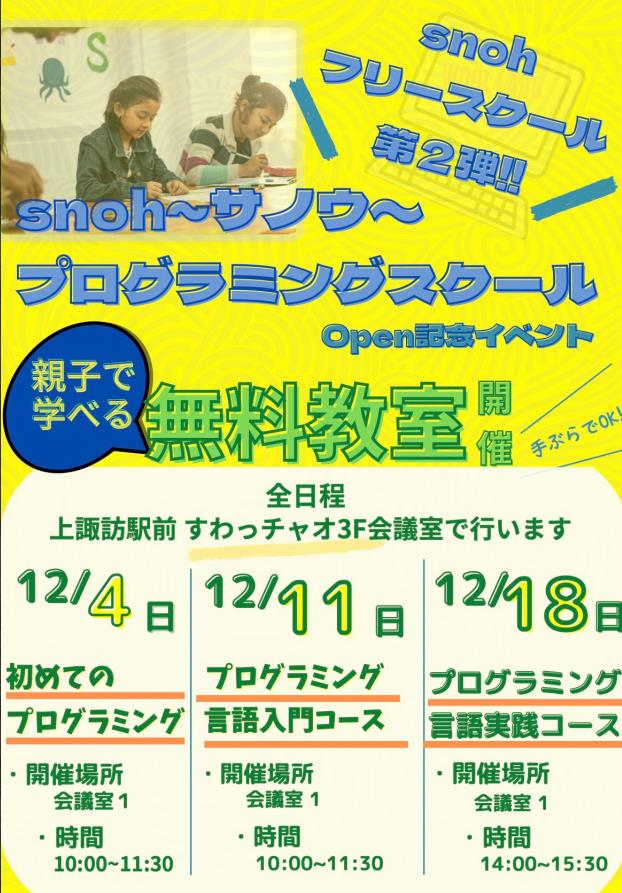 S
snoh
フリースクール
第２弾!!
snoh~サノウ~
プログラミングスクール
Open記念イベント
親子で
学べる
無料教室
開催
手ぶらでOK!
全日程
上諏訪駅前 すわっチャオ3F会議室で行います
12/4 日
初めての
プログラミング
・開催場所
会議室１
・時間
10:00~11:30
12/11 日
プログラミング
言語入門コース
・開催場所
会議室 1
・時間
10:00~11:30
12/18 日
プログラミング
言語実践コース
・開催場所
会議室 1
・時間
14:00~15:30